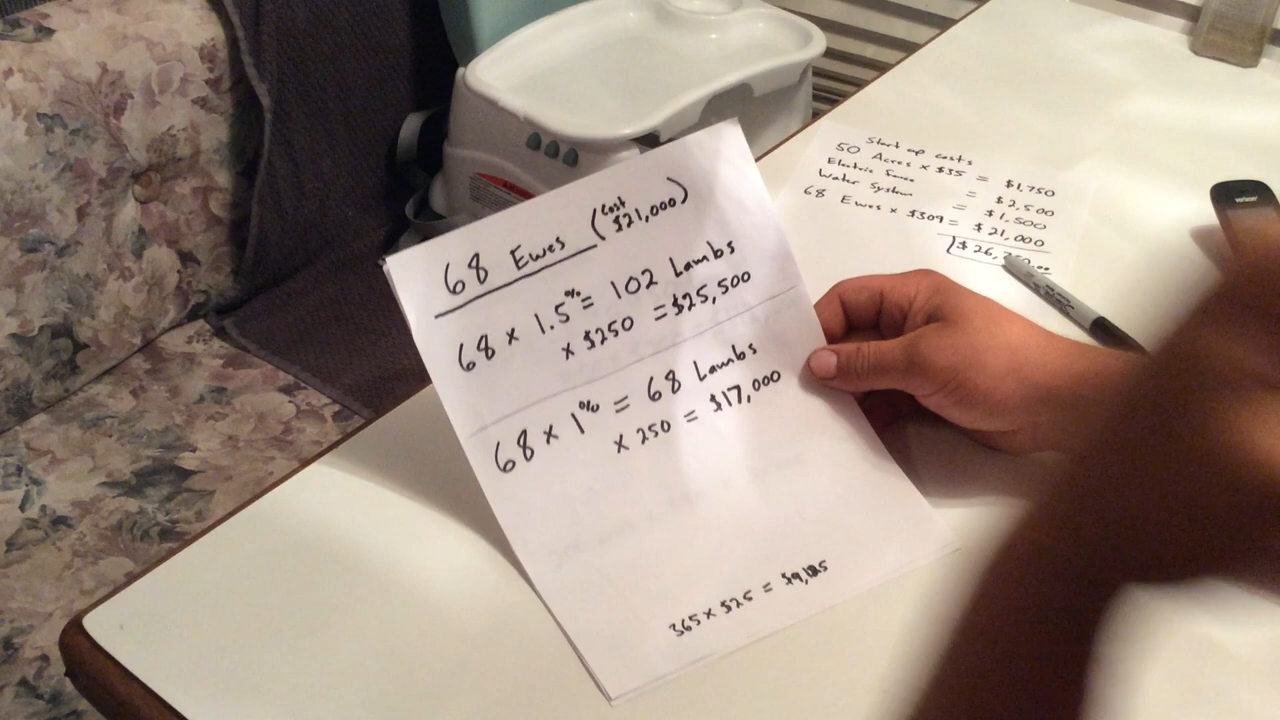 68 Ewes (Cost $21,000)
68 x 1.5% = 102 Lambs
x $250 = $25,500
68 x 1% = 68 Lambs
x 250 = $17,000
365 x $25 = $9,125
Start up costs
50 Acres x $35 = $1,750
Electric Fence = $2,500
Water System = $1,500
68 Ewes x $309 = $21,000
verizon